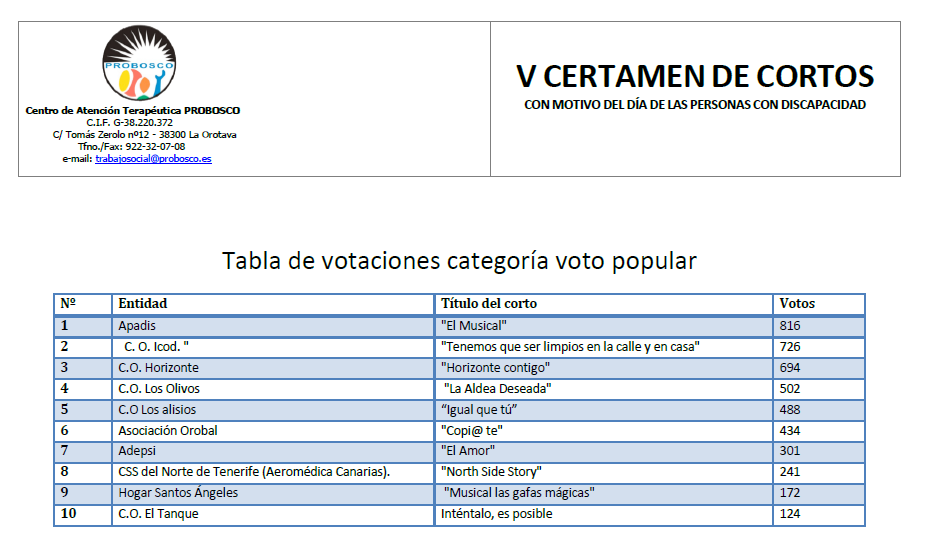 PROBOSCO
Centro de Atención Terapéutica PROBOSCO
C.I.F. G-38.220.372
C/ Tomás Zerolo nº12 - 38300 La Orotava
Tfno./Fax: 922-32-07-08
e-mail: trabajosocial@probosco.es
V CERTAMEN DE CORTOS
CON MOTIVO DEL DÍA DE LAS PERSONAS CON DISCAPACIDAD
Tabla de votaciones categoría voto popular
Nº Entidad Título del corto Votos
1 Apadis "El Musical" 816
2 C. O. Icod. " "Tenemos que ser limpios en la calle y en casa" 726
3 C.O. Horizonte "Horizonte contigo" 694
4 C.O. Los Olivos "La Aldea Deseada" 502
5 C.O Los alisios “Igual que tú” 488
6 Asociación Orobal "Copi@ te" 434
7 Adepsi "El Amor" 301
8 CSS del Norte de Tenerife (Aeromédica Canarias). "North Side Story" 241
9 Hogar Santos Ángeles "Musical las gafas mágicas" 172
10 C.O. El Tanque Inténtalo, es posible 124